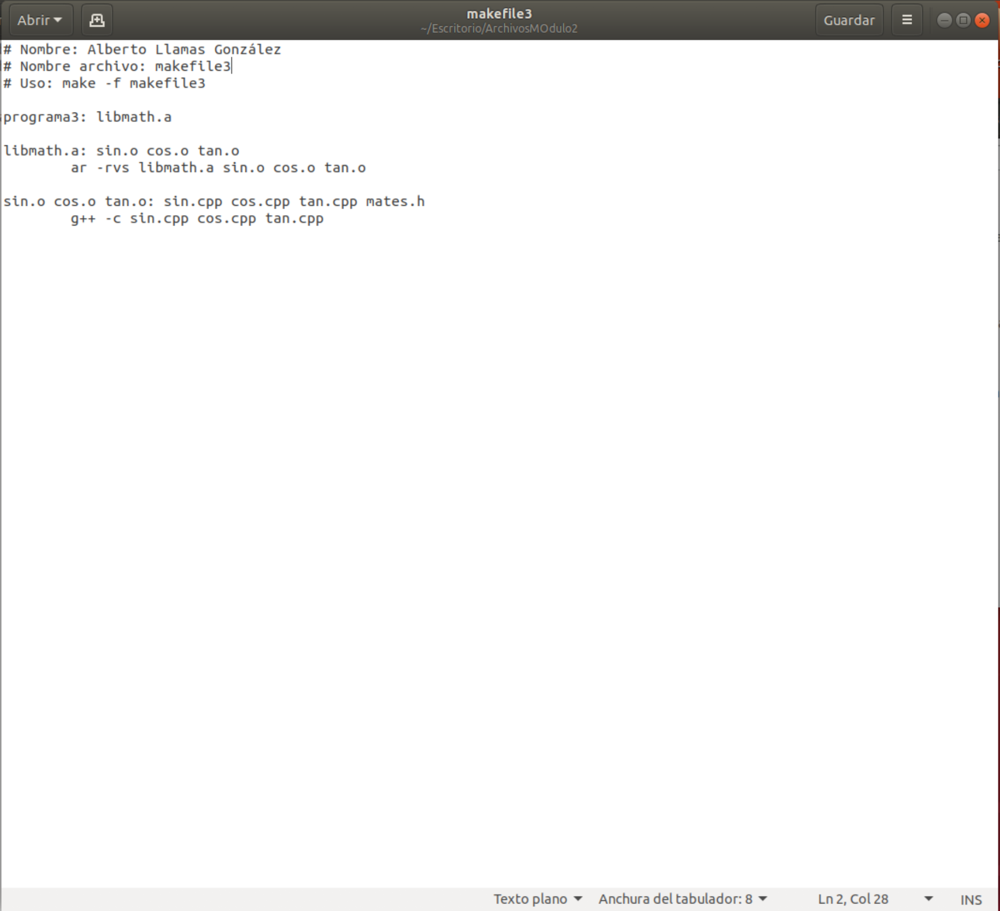 Abrir
makefile3
~/Escritorio/ArchivosMOdulo2
Guardar
# Nombre: Alberto Llamas González
# Nombre archivo: makefile3
# Uso: make -f makefile3
programa3: libmath.a
libmath.a: sin.o cos.o tan.o
ar -rvs libmath.a sin.o cos.o tan.o
sin.o cos.o tan.o: sin.cpp cos.cpp tan.cpp mates.h
g++ -c sin.cpp cos.cpp tan.cpp
Texto plano Anchura del tabulador: 8 Ln 2, Col 28 INS